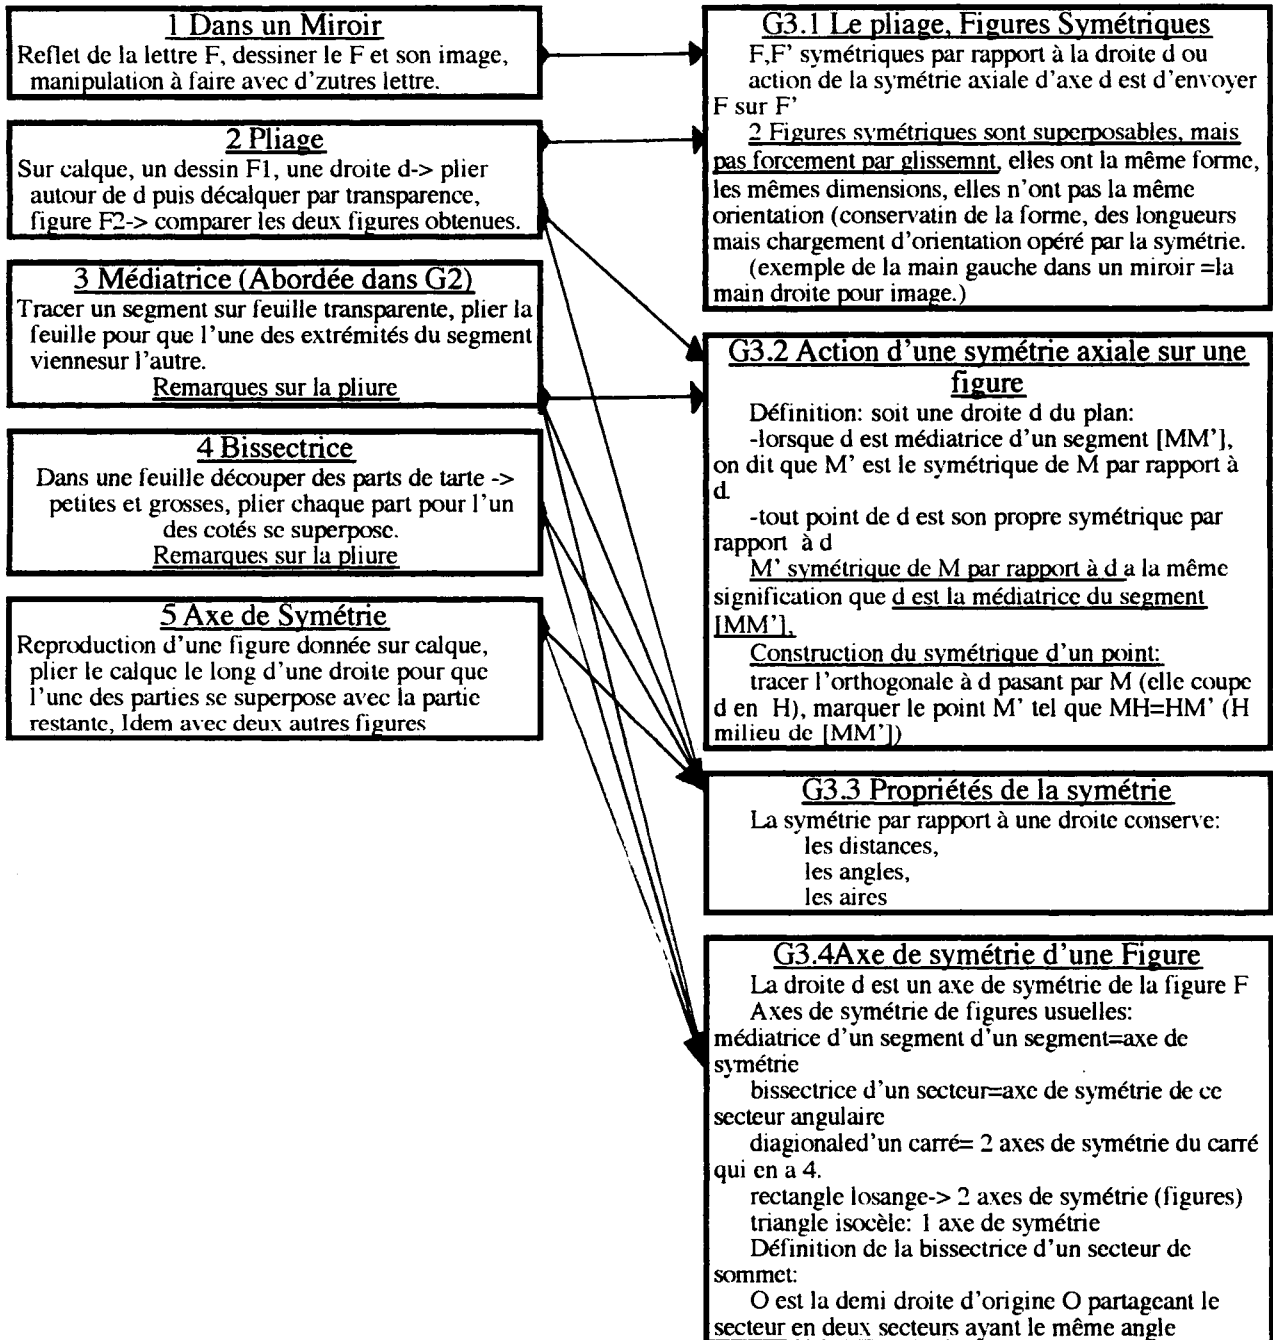 1 Dans un Miroir
Reflet de la lettre F, dessiner le F et son image,
manipulation à faire avec d'zutres lettre.
2 Pliage
Sur calque, un dessin F1, une droite d-> plier
autour de d puis décalquer par transparence,
figure F2-> comparer les deux figures obtenues.
3 Médiatrice (Abordée dans G2)
Tracer un segment sur feuille transparente, plier la
feuille pour que l'une des extrémités du segment
viennesur l'autre.
Remarques sur la pliure
4 Bissectrice
Dans une feuille découper des parts de tarte ->
petites et grosses, plier chaque part pour l'un
des cotés se superpose.
Remarques sur la pliure
5 Axe de Symétrie
Reproduction d'une figure donnée sur calque,
plier le calque le long d'une droite pour que
l'une des parties se superpose avec la partie
restante, Idem avec deux autres figures
G3.1 Le pliage, Figures Symétriques
F,F' symétriques par rapport à la droite d ou
action de la symétrie axiale d'axe d est d'envoyer
F sur F'
2 Figures symétriques sont superposables, mais
pas forcement par glissemnt, elles ont la même forme,
les mêmes dimensions, elles n'ont pas la même
orientation (conservatin de la forme, des longueurs
mais chargement d'orientation opéré par la symétrie.
(exemple de la main gauche dans un miroir =la
main droite pour image.)
G3.2 Action d'une symétrie axiale sur une
figure
Définition: soit une droite d du plan:
-lorsque d est médiatrice d'un segment [MM'],
on dit que M' est le symétrique de M par rapport à
d.
-tout point de d est son propre symétrique par
rapport à d
M' symétrique de M par rapport à d a la même
signification que d est la médiatrice du segment
[MM'].
Construction du symétrique d'un point:
tracer l'orthogonale à d pasant par M (elle coupe
d en H), marquer le point M' tel que MH=HM' (H
milieu de [MM'])
G3.3 Propriétés de la symétrie
La symétrie par rapport à une droite conserve:
les distances,
les angles,
les aires
G3.4Axe de symétrie d'une Figure
La droite d est un axe de symétrie de la figure F
Axes de symétrie de figures usuelles:
médiatrice d'un segment d'un segment=axe de
symétrie
bissectrice d'un secteur=axe de symétrie de ce
secteur angulaire
diagionaled'un carré= 2 axes de symétrie du carré
qui en a 4.
rectangle losange-> 2 axes de symétrie (figures)
triangle isocèle: 1 axe de symétrie
Définition de la bissectrice d'un secteur de
sommet:
O est la demi droite d'origine O partageant le
secteur en deux secteurs ayant le même angle